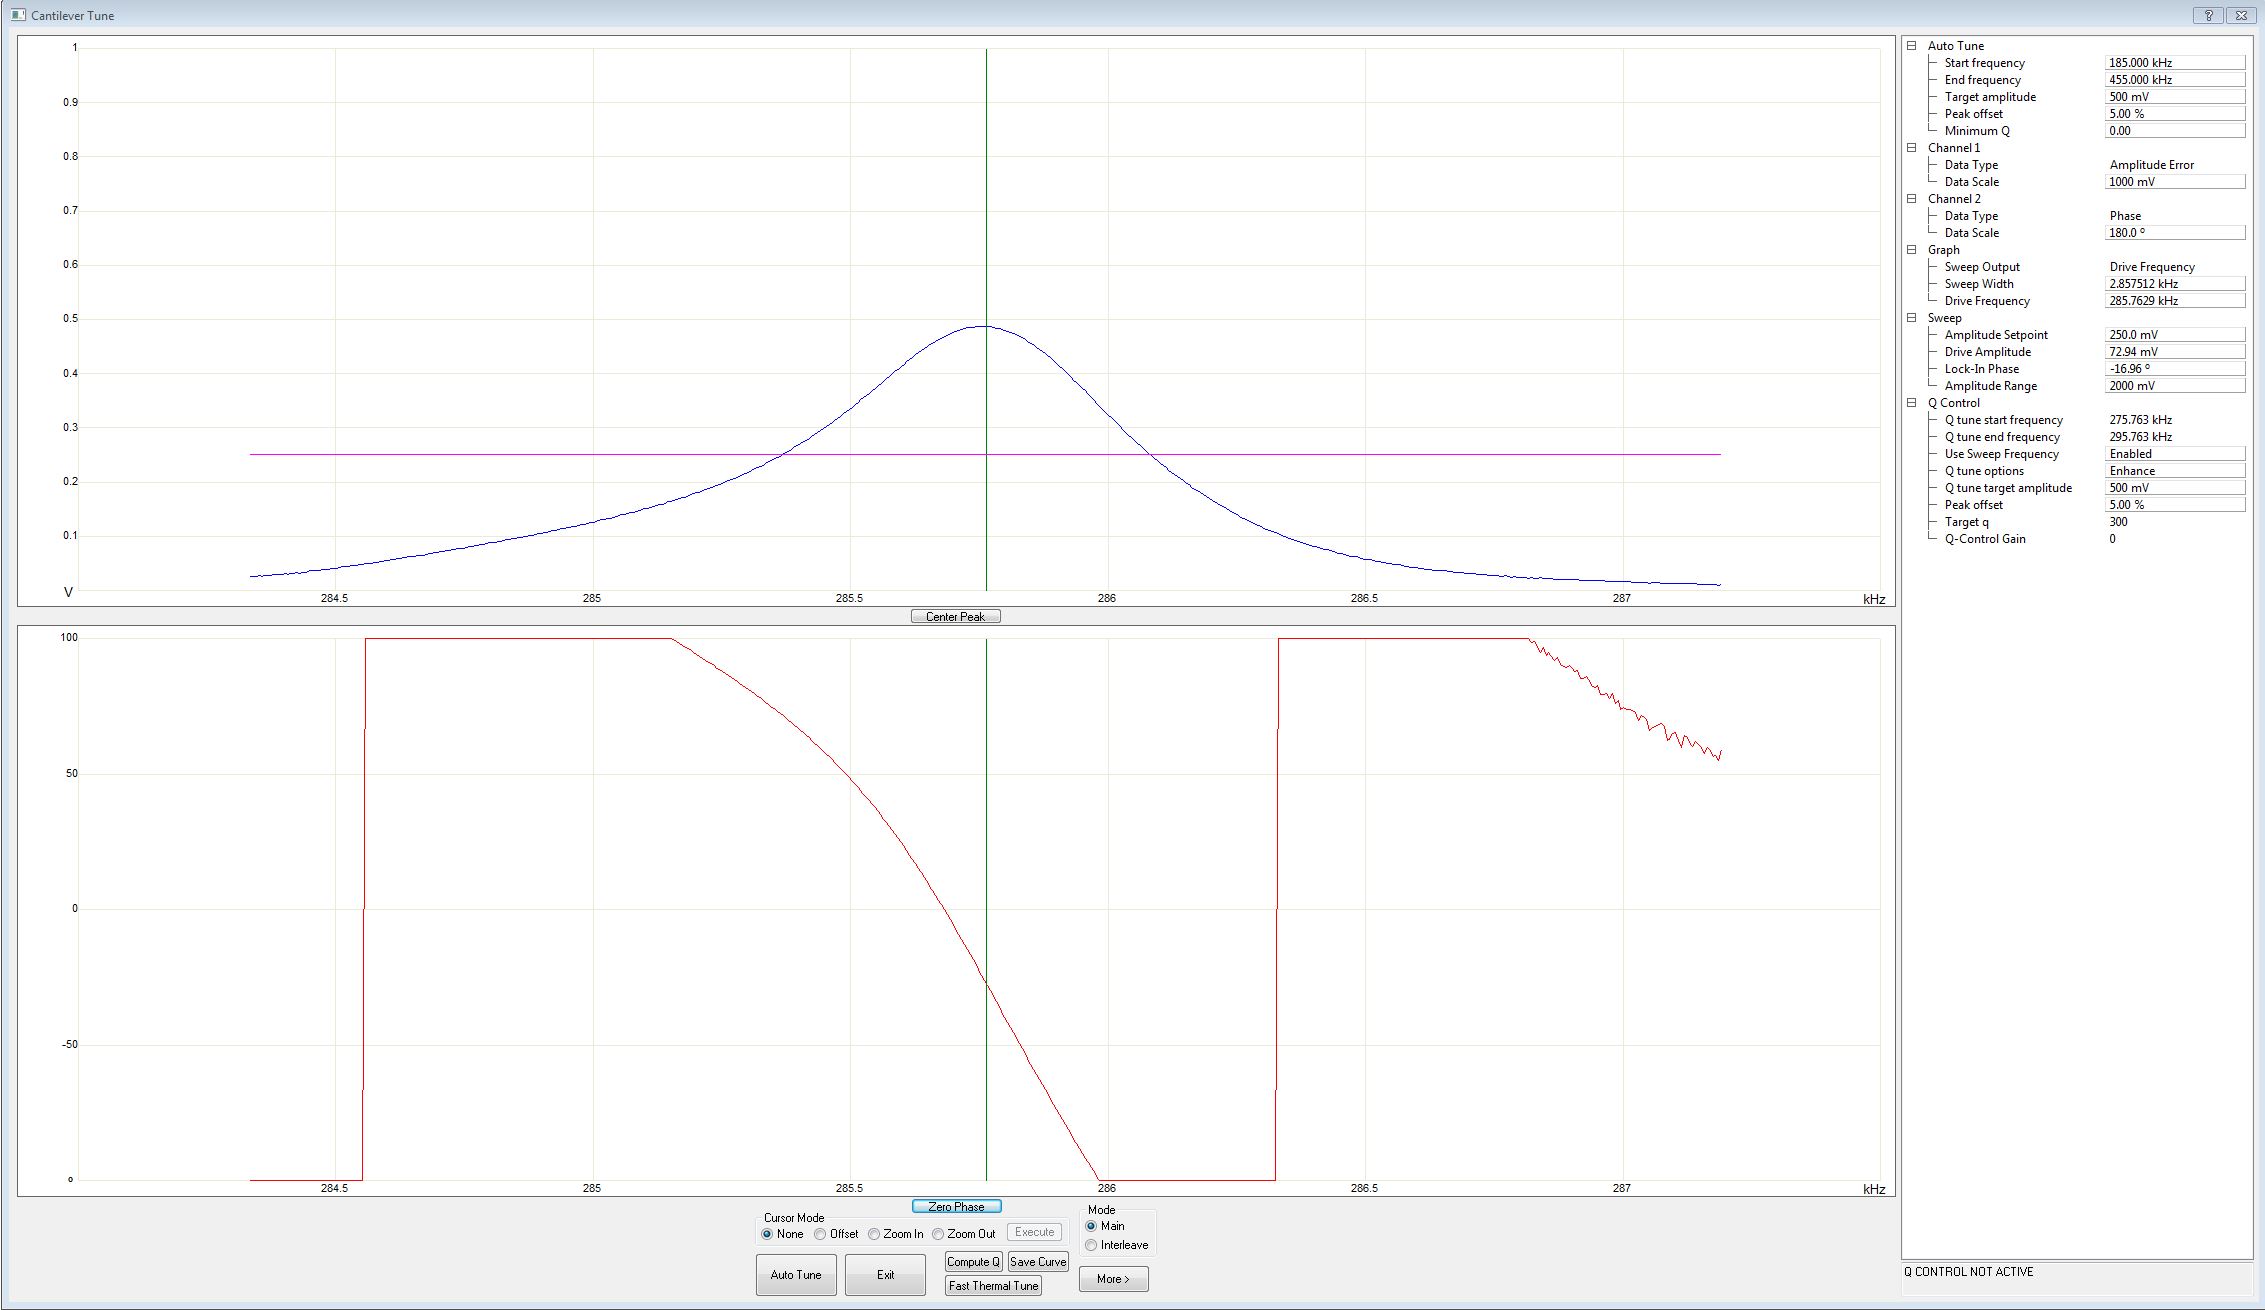 Cantilever Tune
1
0.9
0.8
0.7
0.6
0.5
0.4
0.3
0.2
0.1
V
284.5 285 285.5 286 286.5 287 kHz
Center Peak
100
50
0
-50
º
284.5 285 285.5 286 286.5 287 kHz
Zero Phase
Cursor Mode
None Offset Zoom In Zoom Out Execute
Auto Tune Exit
Compute Q Save Curve
Fast Thermal Tune
Mode
Main
Interleave
More >
Auto Tune
Start frequency 185.000 kHz
End frequency 455.000 kHz
Target amplitude 500 mV
Peak offset 5.00 %
Minimum Q 0.00
Channel 1
Data Type Amplitude Error
Data Scale 1000 mV
Channel 2
Data Type Phase
Data Scale 180.0 º
Graph
Sweep Output Drive Frequency
Sweep Width 2.857512 kHz
Drive Frequency 285.7629 kHz
Sweep
Amplitude Setpoint 250.0 mV
Drive Amplitude 72.94 mV
Lock-In Phase -16.96 º
Amplitude Range 2000 mV
Q Control
Q tune start frequency 275.763 kHz
Q tune end frequency 295.763 kHz
Use Sweep Frequency Enabled
Q tune options Enhance
Q tune target amplitude 500 mV
Peak offset 5.00 %
Target q 300
Q-Control Gain 0
Q CONTROL NOT ACTIVE